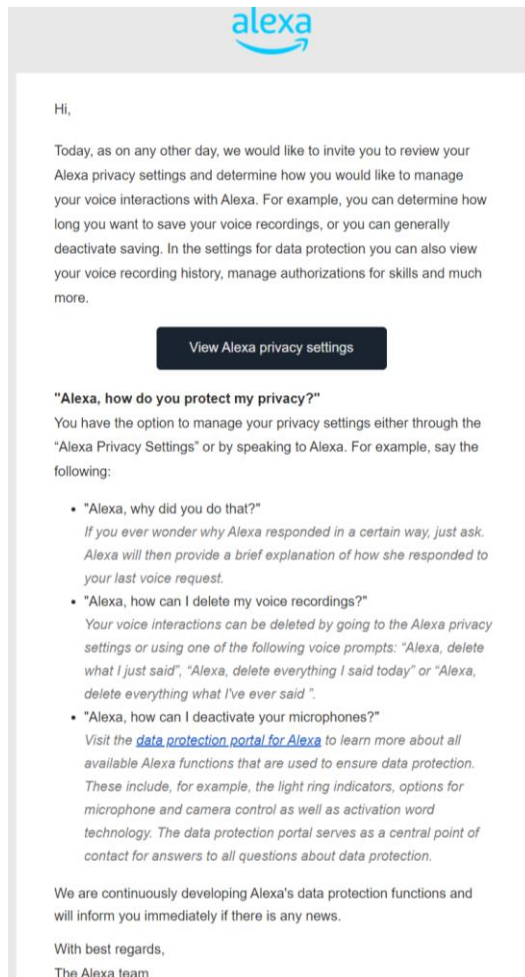 alexa
Hi,
Today, as on any other day, we would like to invite you to review your
Alexa privacy settings and determine how you would like to manage
your voice interactions with Alexa. For example, you can determine how
long you want to save your voice recordings, or you can generally
deactivate saving. In the settings for data protection you can also view
your voice recording history, manage authorizations for skills and much
more.
View Alexa privacy settings
"Alexa, how do you protect my privacy?"
You have the option to manage your privacy settings either through the
“Alexa Privacy Settings” or by speaking to Alexa. For example, say the
following:
• "Alexa, why did you do that?"
If you ever wonder why Alexa responded in a certain way, just ask.
Alexa will then provide a brief explanation of how she responded to
your last voice request.
• "Alexa, how can I delete my voice recordings?"
Your voice interactions can be deleted by going to the Alexa privacy
settings or using one of the following voice prompts: “Alexa, delete
what I just said”, “Alexa, delete everything I said today” or “Alexa,
delete everything what I've ever said ”.
• "Alexa, how can I deactivate your microphones?"
Visit the data protection portal for Alexa to learn more about all
available Alexa functions that are used to ensure data protection.
These include, for example, the light ring indicators, options for
microphone and camera control as well as activation word
technology. The data protection portal serves as a central point of
contact for answers to all questions about data protection.
We are continuously developing Alexa's data protection functions and
will inform you immediately if there is any news.
With best regards,
The Alexa team